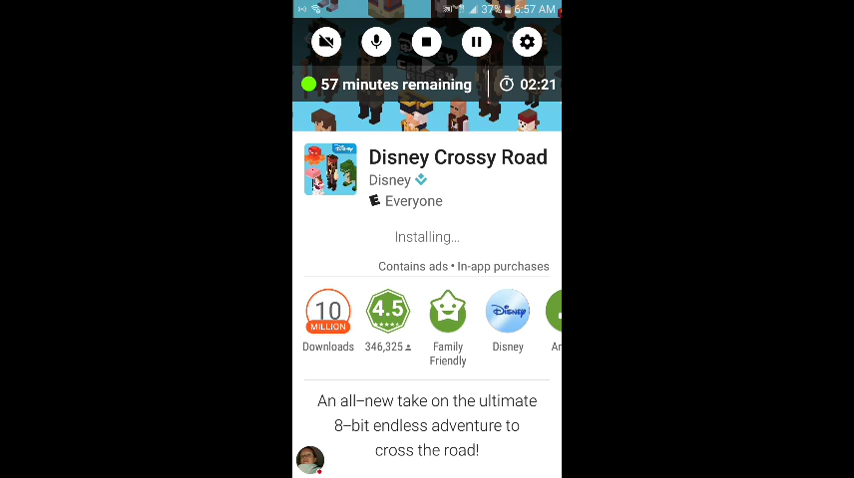 37% 6:57 AM
57 minutes remaining 02:21
Disney
Disney Crossy Road
Disney
E Everyone
Installing...
Contains ads • In-app purchases
10 4.5 Disney
MILLION
Downloads 346,325 Family Disney
Friendly
An all-new take on the ultimate
8-bit endless adventure to
cross the road!